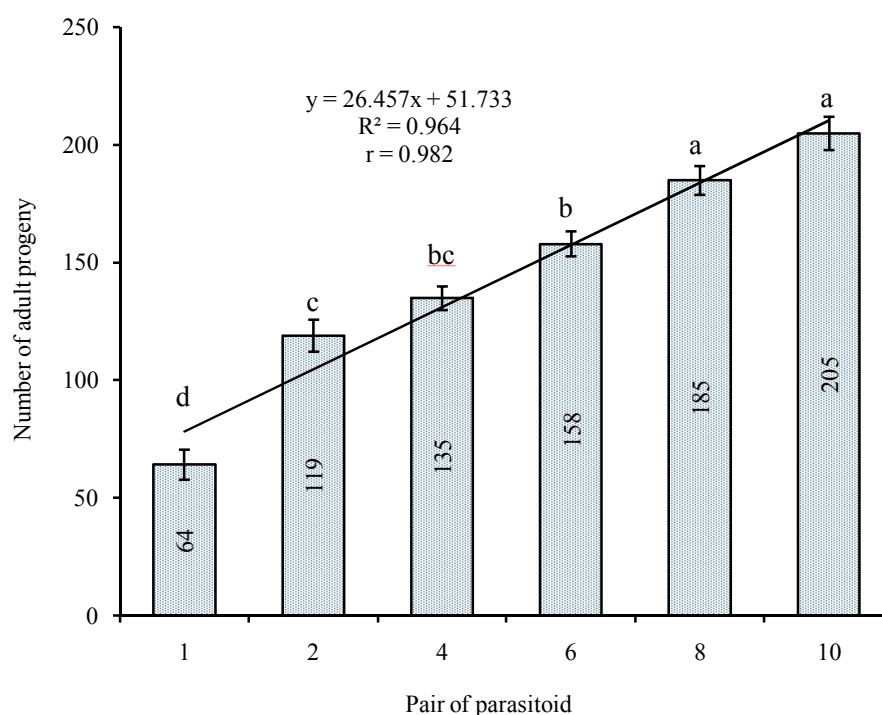 250
200
150
100
50
0
Number of adult progeny
y = 26.457x + 51.733
R² = 0.964
r = 0.982
d
c
bc
b
a
a
64
119
135
158
185
205
1 2 4 6 8 10
Pair of parasitoid